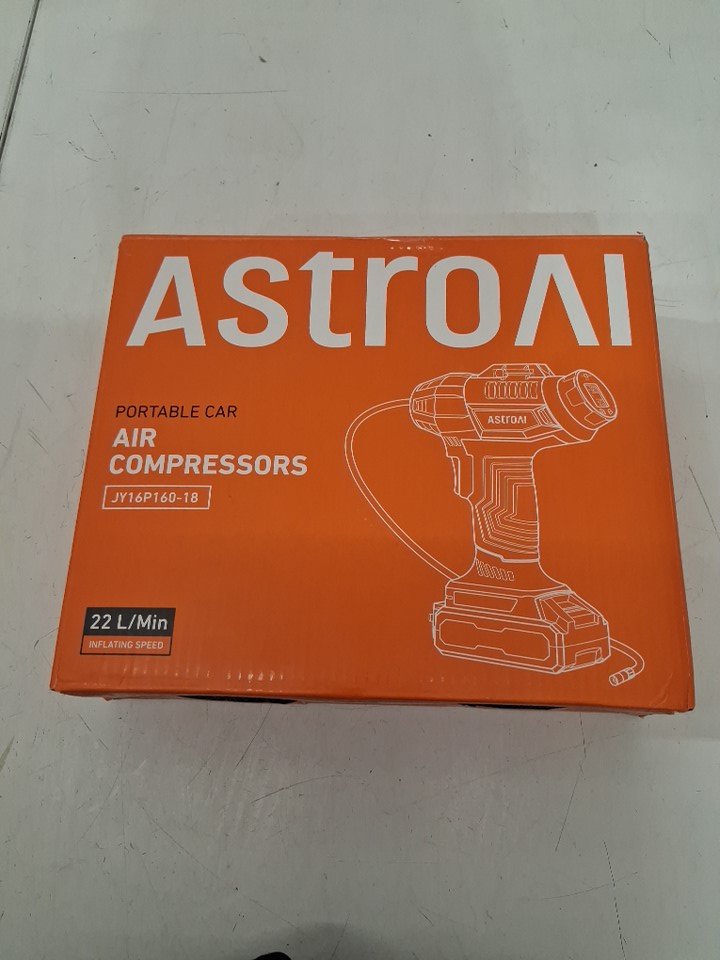 AstroAI
PORTABLE CAR
AIR
COMPRESSORS
JY16P160-18
ASTROAI
22 L/Min
INFLATING SPEED